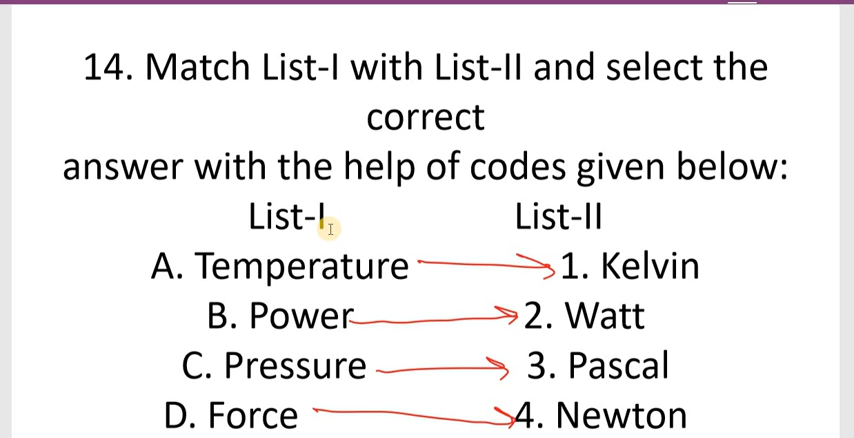 14. Match List-I with List-II and select the
correct
answer with the help of codes given below:
List-I List-II
A. Temperature 1. Kelvin
B. Power 2. Watt
C. Pressure 3. Pascal
D. Force 4. Newton